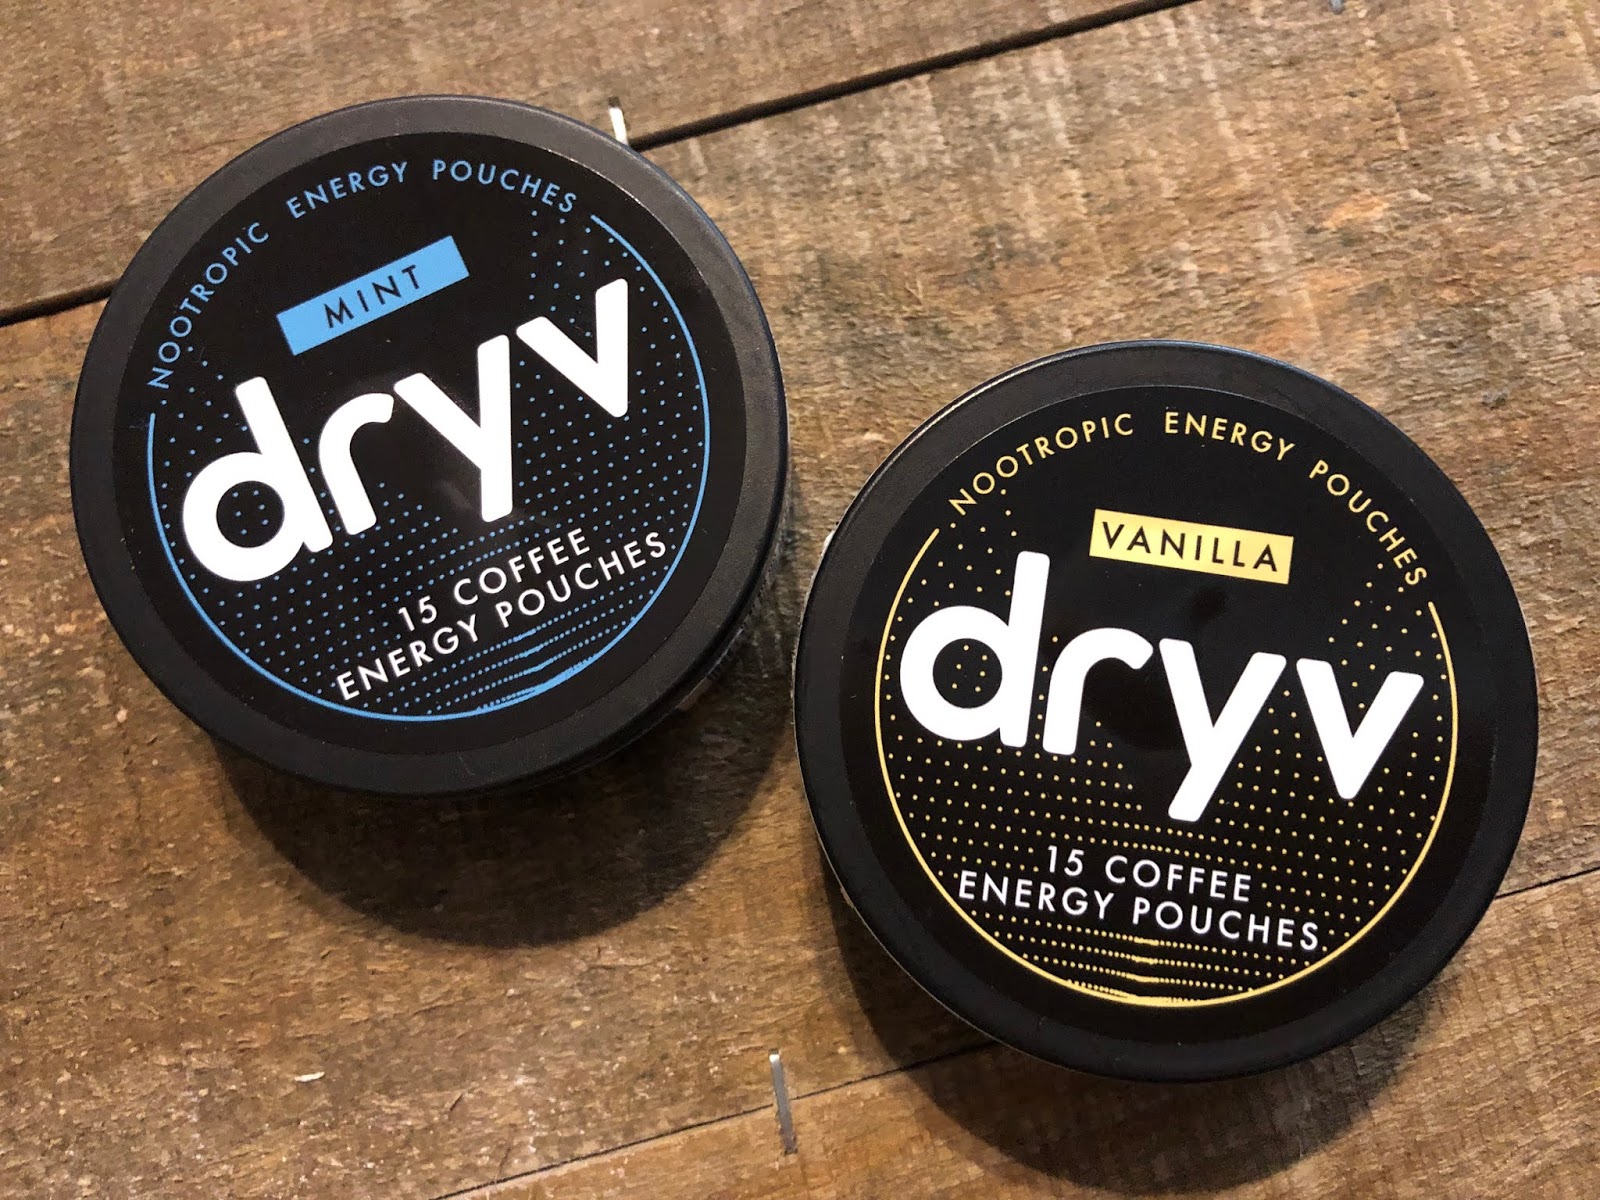 NOOTROPIC ENERGY POUCHES
MINT
dryv
15 COFFEE
ENERGY POUCHES
NOOTROPIC ENERGY POUCHES
VANILLA
dryv
15 COFFEE
ENERGY POUCHES